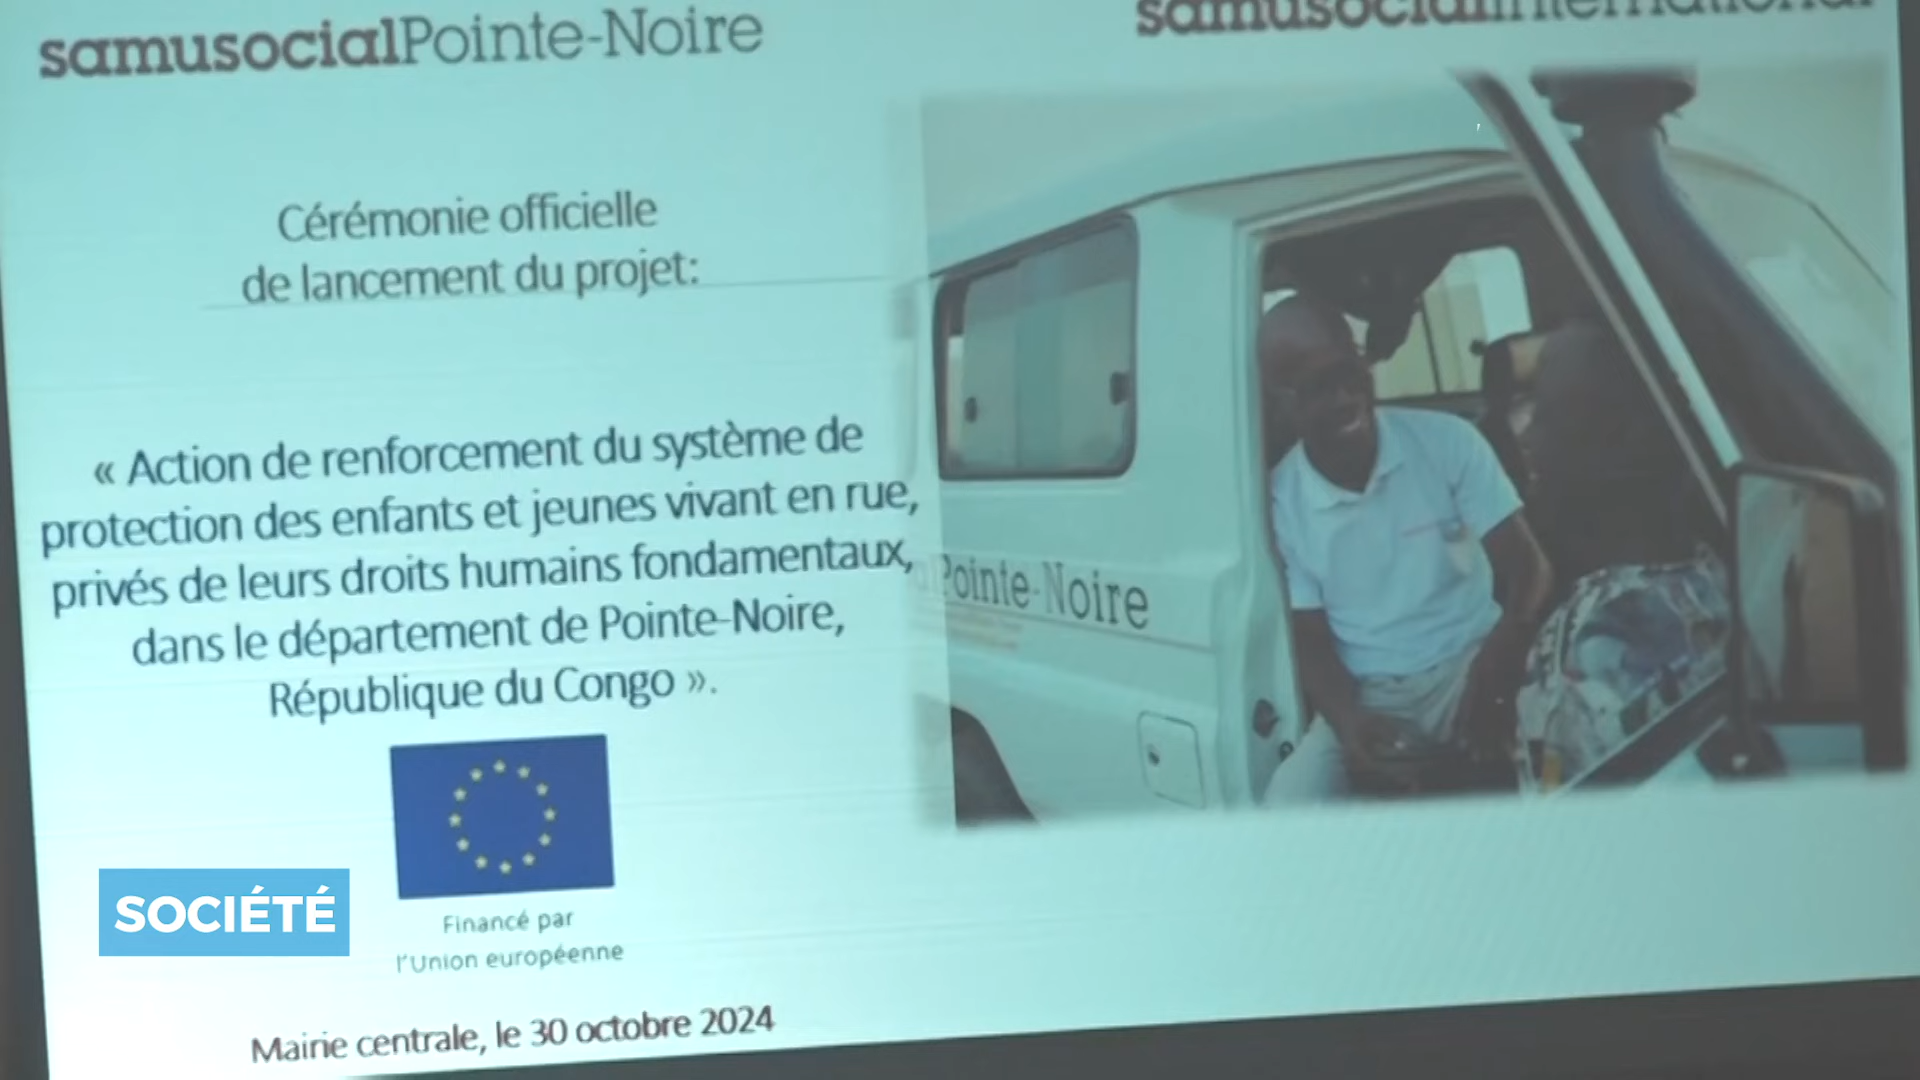 samusocialPointe-Noire
samusocialInternational
Cérémonie officielle
de lancement du projet:
« Action de renforcement du système de
protection des enfants et jeunes vivant en rue,
privés de leurs droits humains fondamentaux,
dans le département de Pointe-Noire,
République du Congo ».
Pointe-Noire
SOCIÉTÉ
Financé par
l'Union européenne
Mairie centrale, le 30 octobre 2024